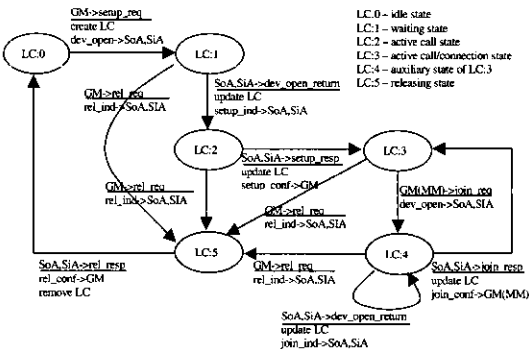 GM->setup_req
create LC
dev_open->SoA,SiA
LC:0 – idle state
LC:1 – waiting state
LC:2 – active call state
LC:3 – active call/connection state
LC:4 – auxiliary state of LC:3
LC:5 – releasing state
LC:0
LC:1
GM->rel_req
rel_ind->SoA,SIA
SoA,SiA->dev_open_return
update LC
setup_ind->SoA,SiA
LC:2
LC:3
SoA,SiA->setup_resp
update LC
setup_conf->GM
GM->rel_req
rel_ind->SoA,SIA
GM(MM)->join_req
dev_open->SoA,SIA
GM->rel_req
rel_ind->SoA,SIA
LC:5
LC:4
SoA,SiA->rel_resp
rel_conf->GM
remove LC
GM->rel_req
rel_ind->SoA,SIA
SoA,SiA->join_resp
update LC
join_conf->GM(MM)
SoA,SiA->dev_open_return
update LC
join_ind->SoA,SiA